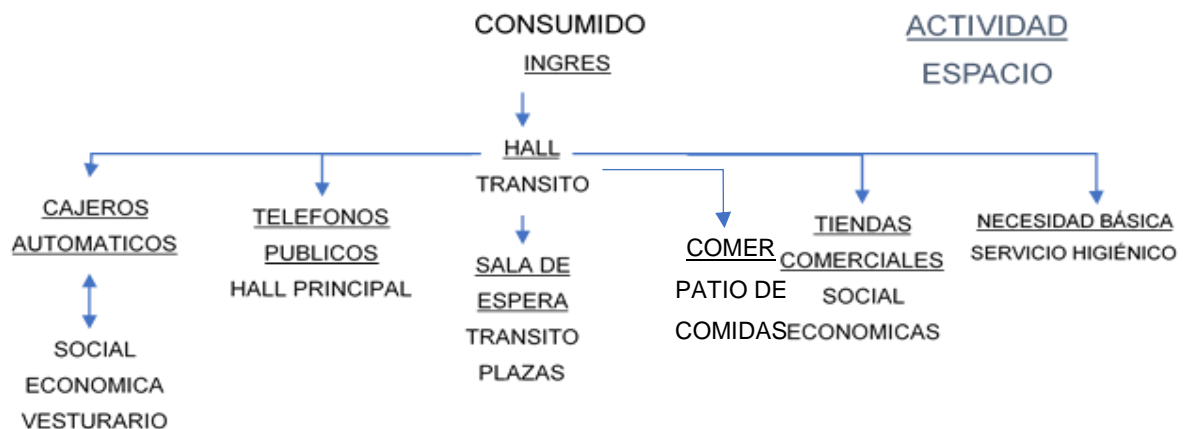 CONSUMIDO
INGRES
ACTIVIDAD
ESPACIO
HALL
TRANSITO
CAJEROS
AUTOMATICOS
SOCIAL
ECONOMICA
VESTURARIO
TELEFONOS
PUBLICOS
HALL PRINCIPAL
SALA DE
ESPERA
TRANSITO
PLAZAS
COMER
PATIO DE
COMIDAS
TIENDAS
COMERCIALES
SOCIAL
ECONOMICAS
NECESIDAD BÁSICA
SERVICIO HIGIÉNICO